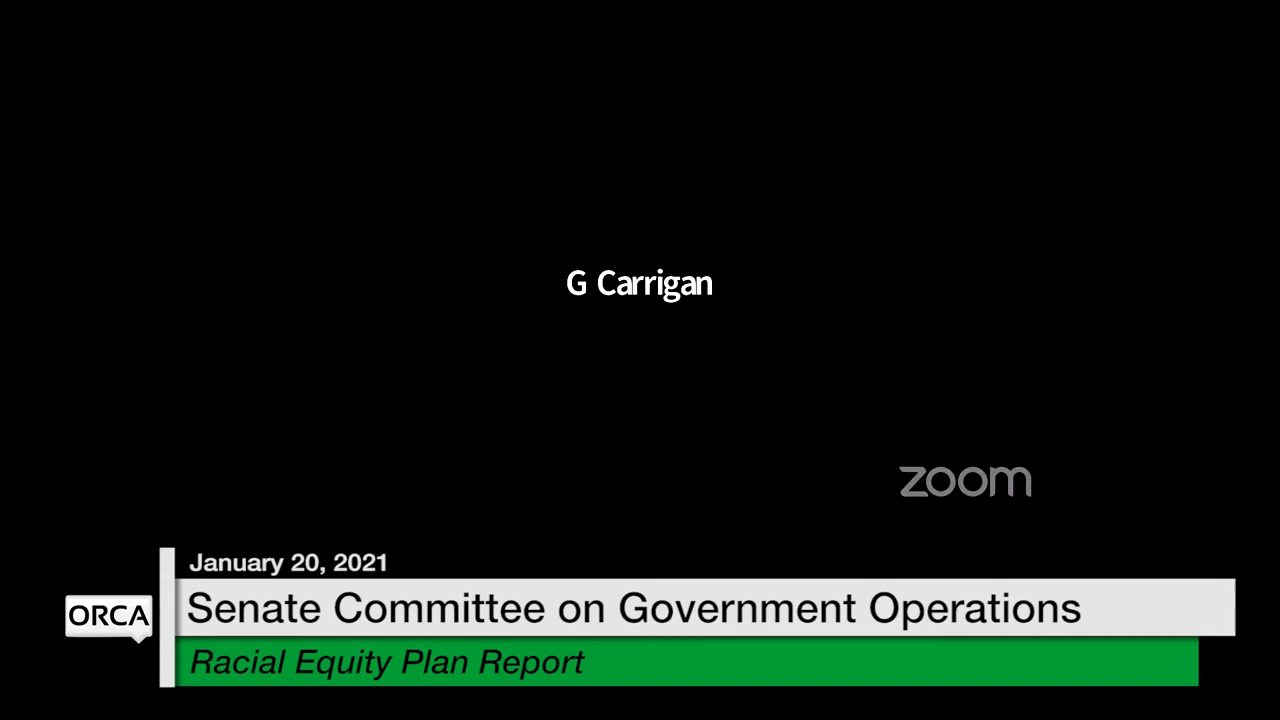 G Carrigan
zoom
January 20, 2021
Senate Committee on Government Operations
ORCA
Racial Equity Plan Report